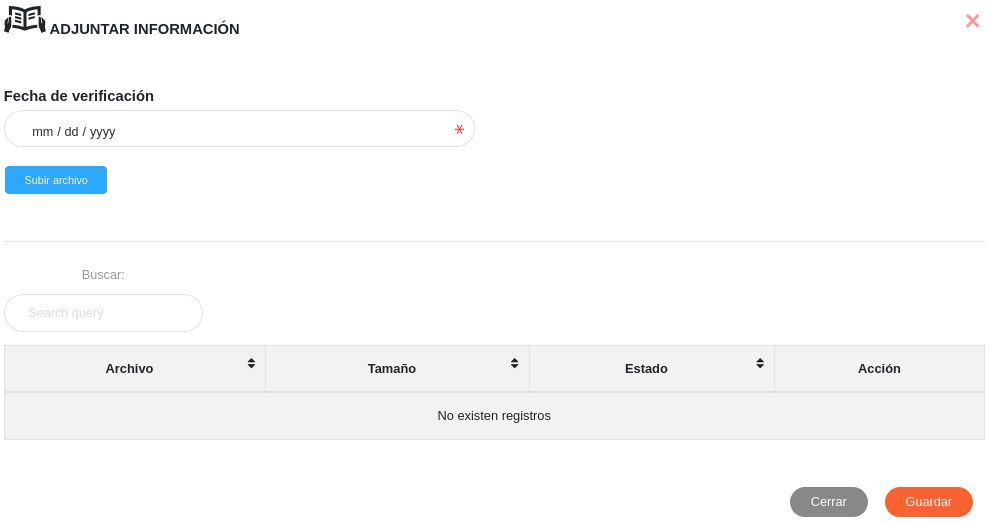 ADJUNTAR INFORMACIÓN
Fecha de verificación
mm / dd / yyyy
Subir archivo
Buscar:
Search query
Archivo Tamaño Estado Acción
No existen registros
Cerrar Guardar